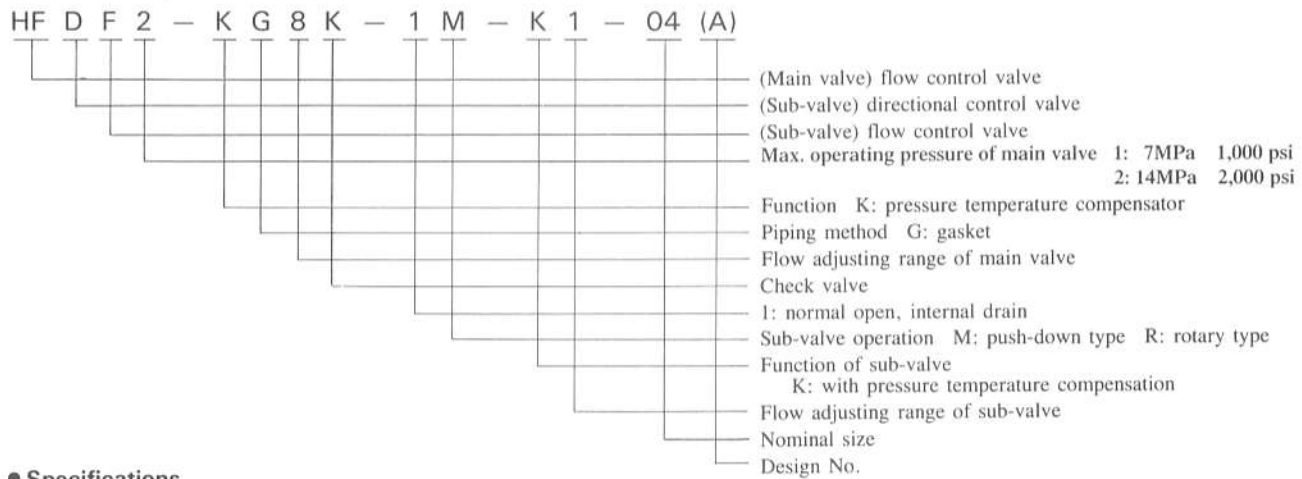 HF D F 2 – K G 8 K – 1 M – K 1 – 04 (A)
(Main valve) flow control valve
(Sub-valve) directional control valve
(Sub-valve) flow control valve
Max. operating pressure of main valve 1: 7MPa 1,000 psi
2: 14MPa 2,000 psi
Function K: pressure temperature compensator
Piping method G: gasket
Flow adjusting range of main valve
Check valve
1: normal open, internal drain
Sub-valve operation M: push-down type R: rotary type
Function of sub-valve
K: with pressure temperature compensation
Flow adjusting range of sub-valve
Nominal size
Design No.
● Specifications